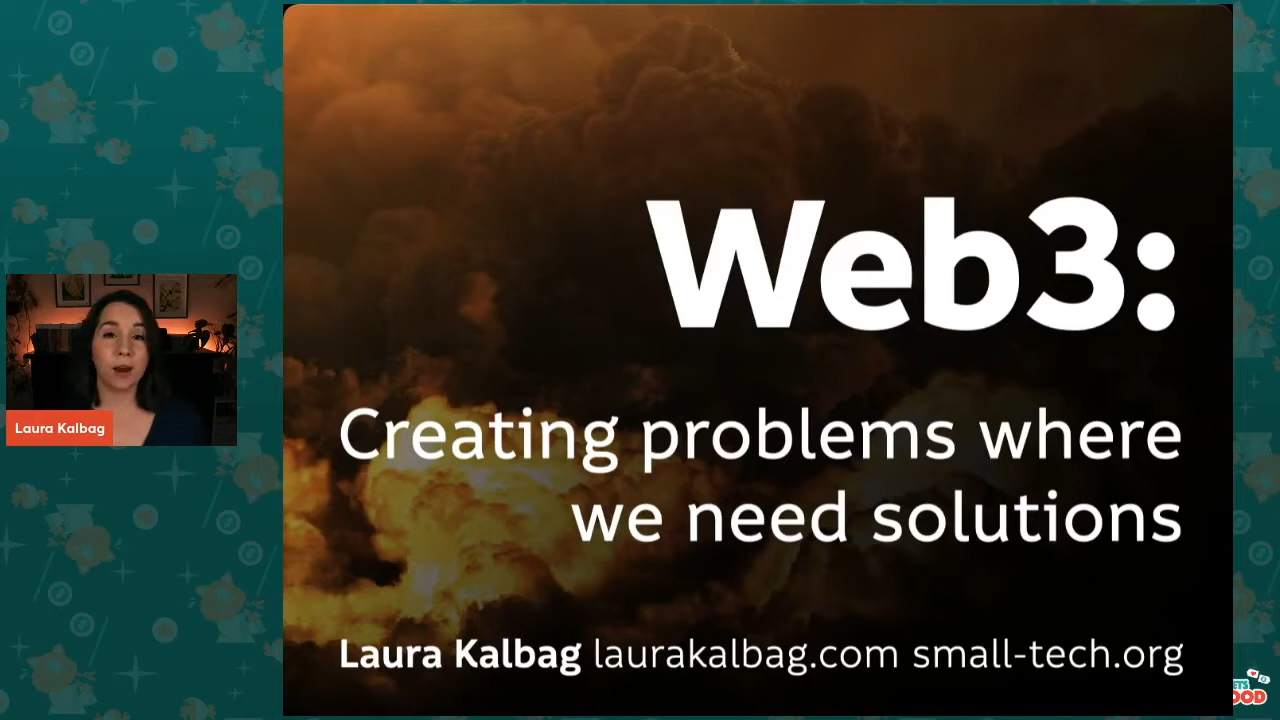 Web3:
Creating problems where
we need solutions
Laura Kalbag laurakalbag.com small-tech.org
Laura Kalbag